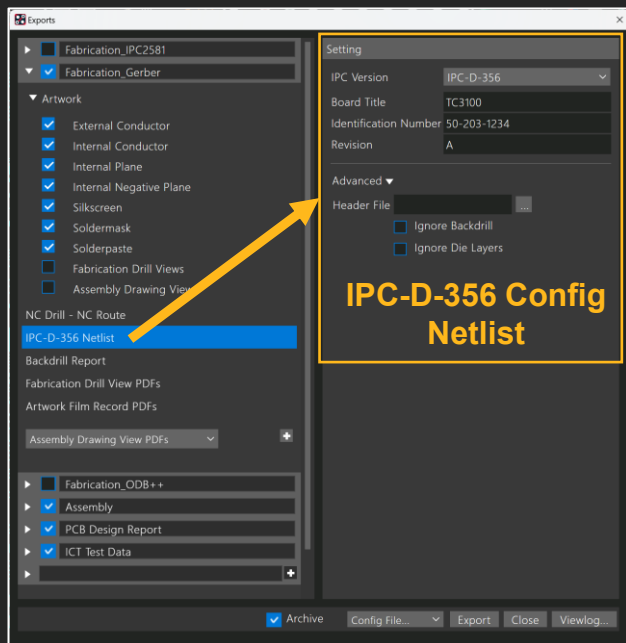 Exports
Fabrication_IPC2581
Fabrication_Gerber
Artwork
External Conductor
Internal Conductor
Internal Plane
Internal Negative Plane
Silkscreen
Soldermask
Solderpaste
Fabrication Drill Views
Assembly Drawing View
NC Drill - NC Route
IPC-D-356 Netlist
Backdrill Report
Fabrication Drill View PDFs
Artwork Film Record PDFs
Assembly Drawing View PDFs
Fabrication_ODB++
Assembly
PCB Design Report
ICT Test Data
Setting
IPC Version IPC-D-356
Board Title TC3100
Identification Number 50-203-1234
Revision A
Advanced
Header File ...
Ignore Backdrill
Ignore Die Layers
IPC-D-356 Config
Netlist
Archive Config File... Export Close Viewlog...